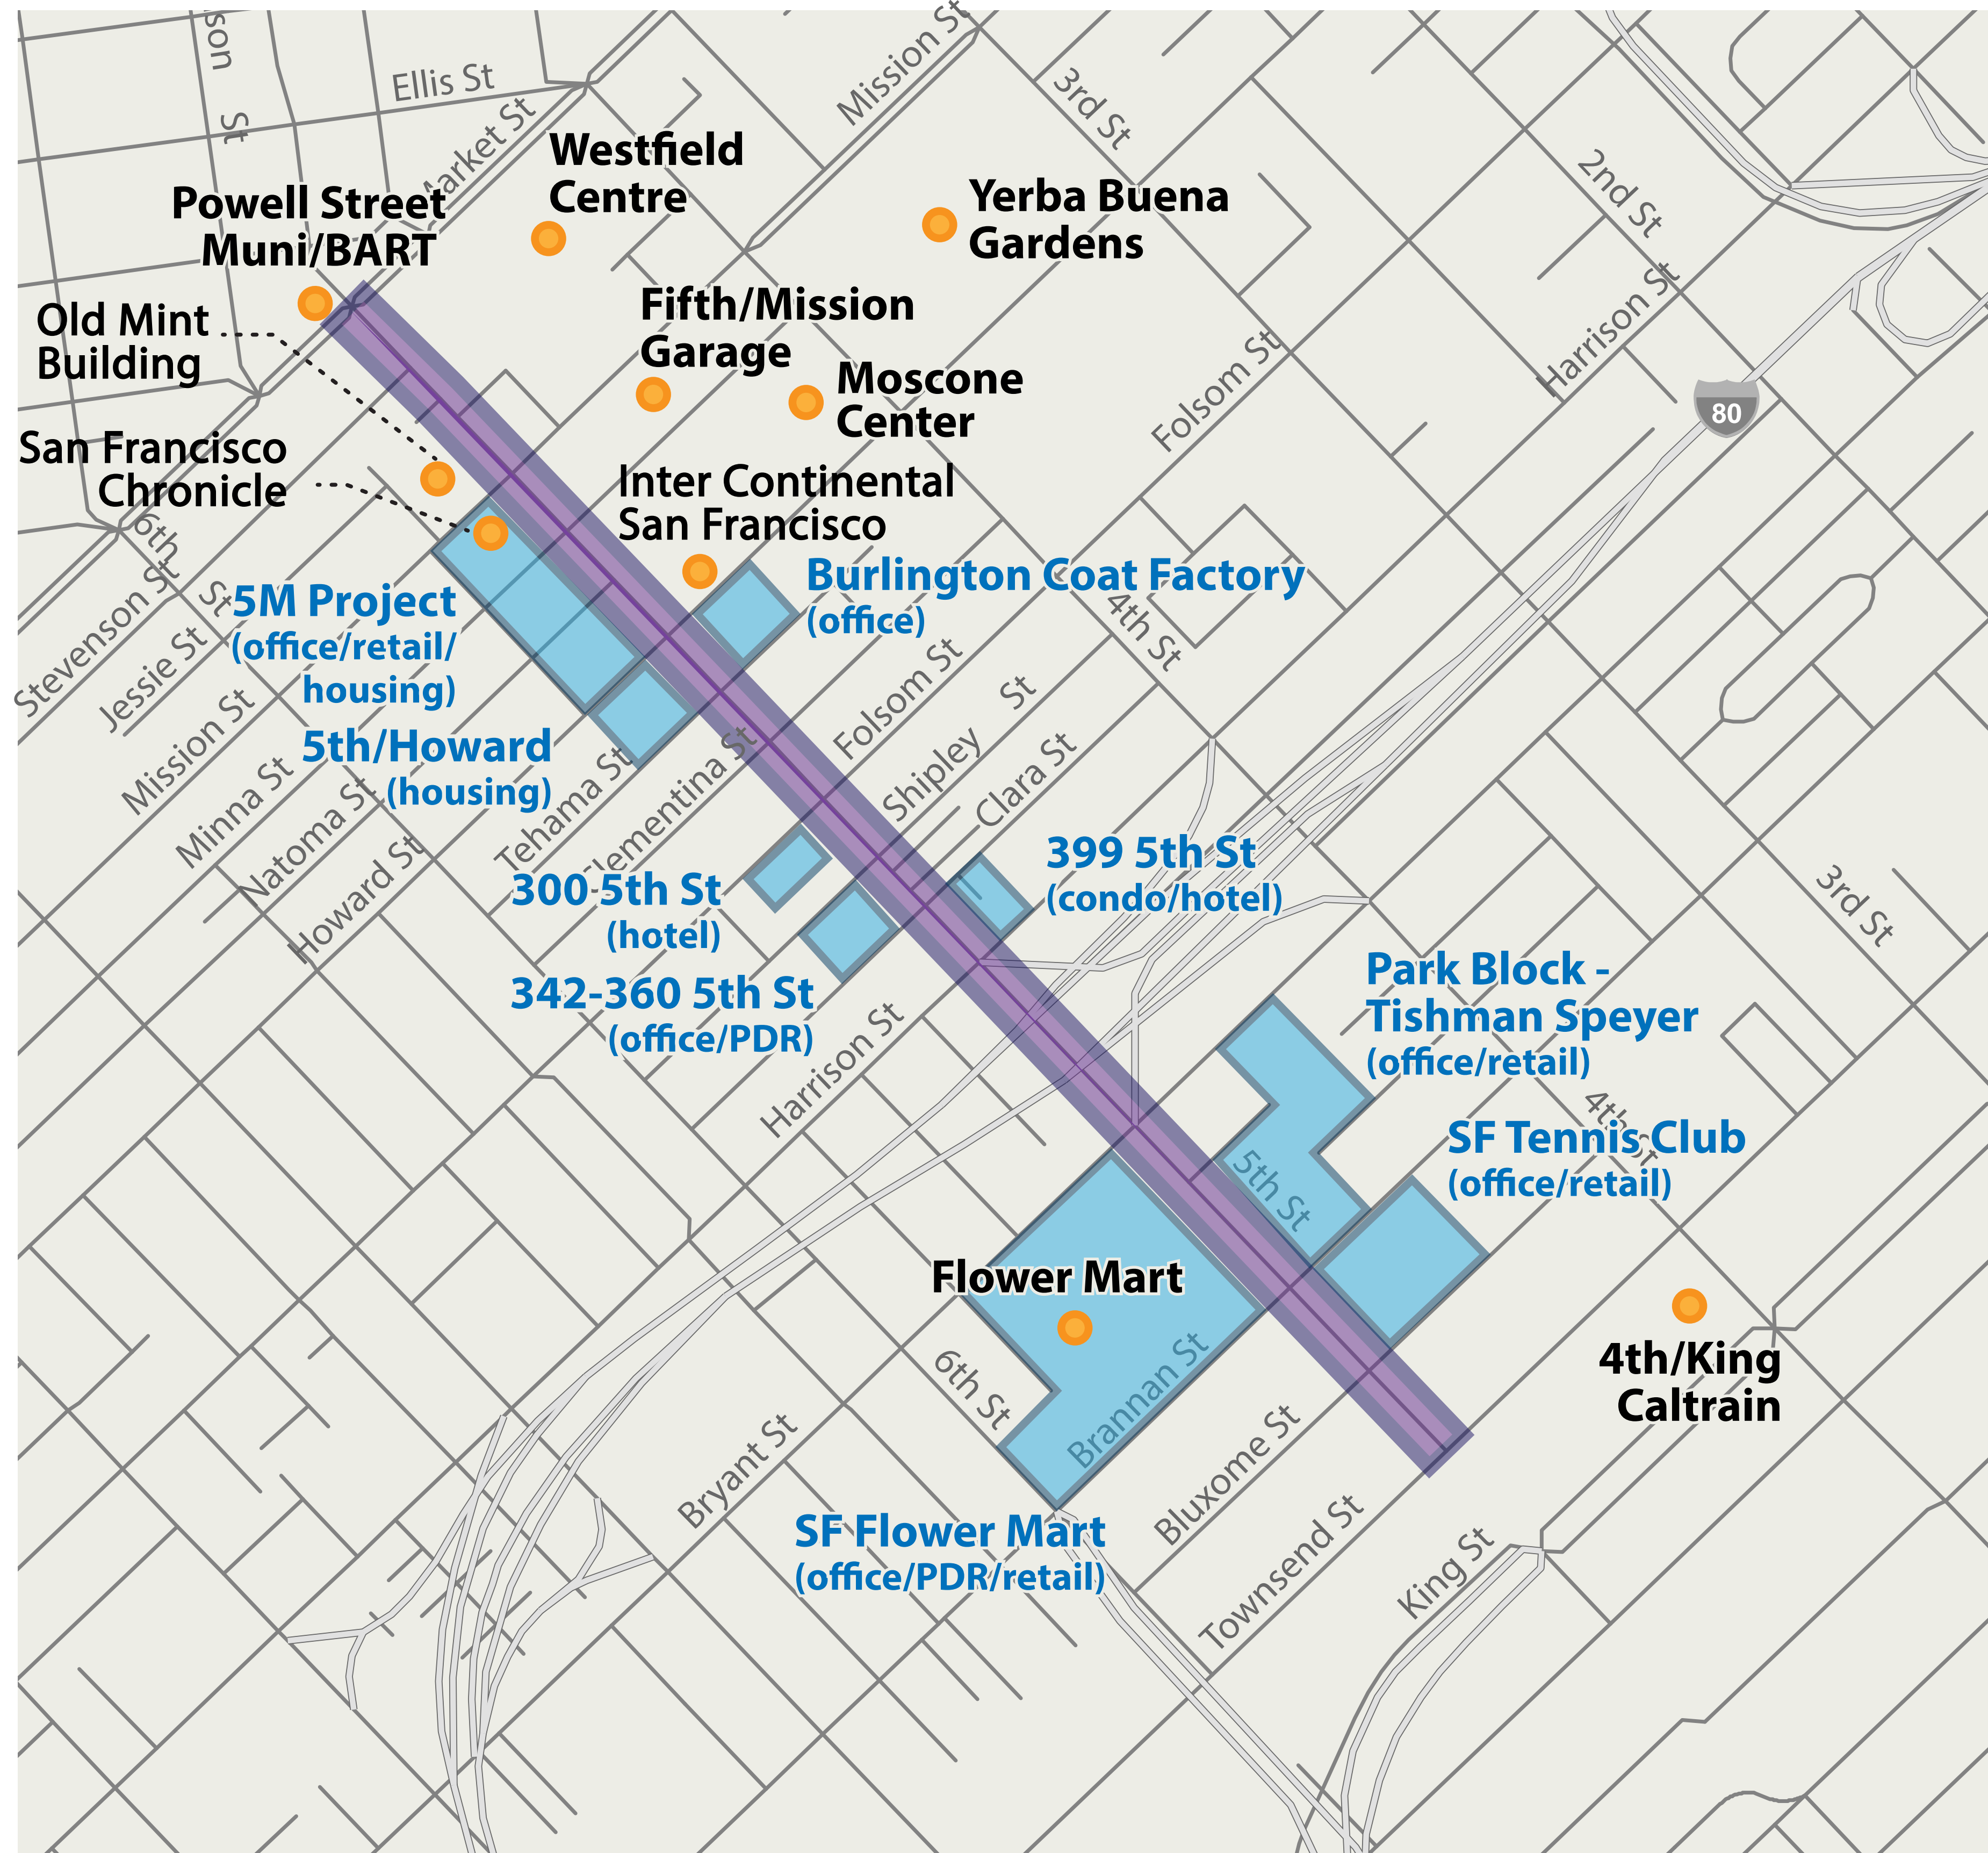 son St
Ellis St
Market St
Mission St
3rd St
2nd St
Westfield
Centre
Powell Street
Muni/BART
Yerba Buena
Gardens
Old Mint
Building
Fifth/Mission
Garage
Harrison St
Moscone
Center
Folsom St
80
San Francisco
Chronicle
Inter Continental
San Francisco
6th St
Burlington Coat Factory
(office)
4th St
5M Project
(office/retail/
housing)
Stevenson St
Jessie St
Mission St
Minna St
Natoma St
Howard St
5th/Howard
(housing)
Tehama St
Clementina St
Folsom St
Shipley St
Clara St
300 5th St
(hotel)
399 5th St
(condo/hotel)
3rd St
342-360 5th St
(office/PDR)
Harrison St
Park Block -
Tishman Speyer
(office/retail)
4th St
SF Tennis Club
(office/retail)
5th St
Flower Mart
4th/King
Caltrain
6th St
Brannan St
Bryant St
Bluxome St
SF Flower Mart
(office/PDR/retail)
Townsend St
King St